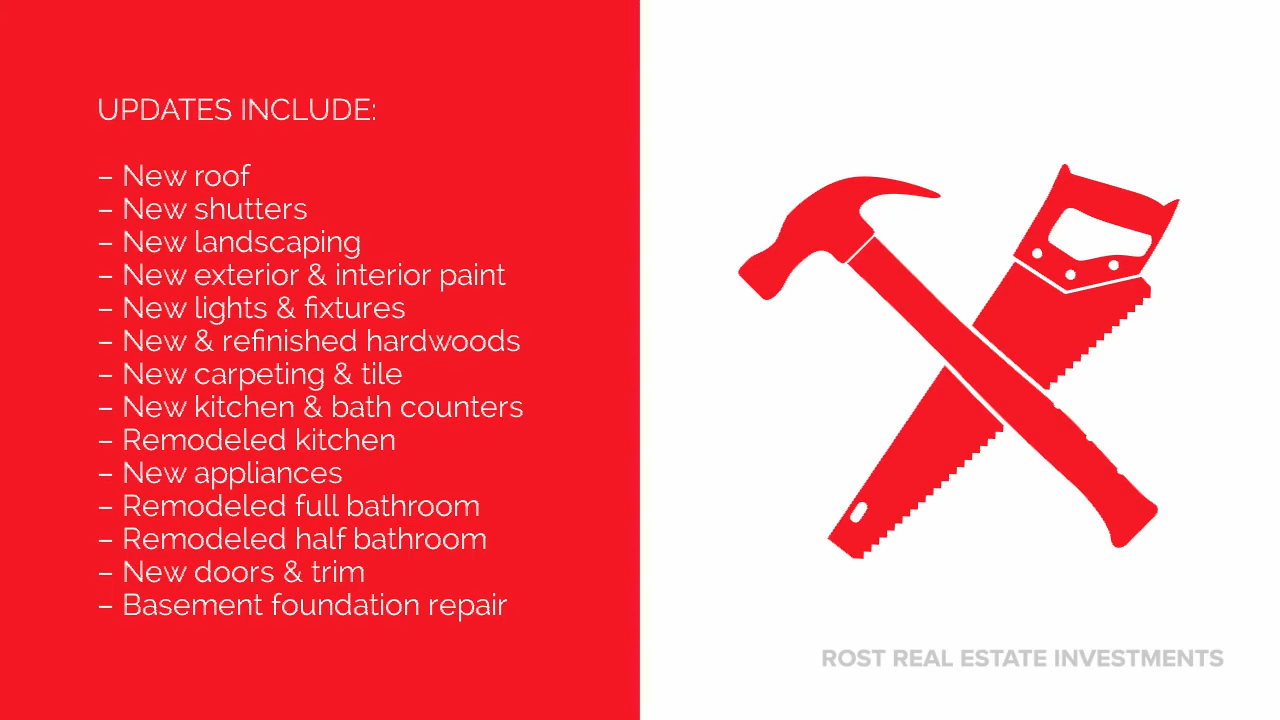 UPDATES INCLUDE:
– New roof
– New shutters
– New landscaping
– New exterior & interior paint
– New lights & fixtures
– New & refinished hardwoods
– New carpeting & tile
– New kitchen & bath counters
– Remodeled kitchen
– New appliances
– Remodeled full bathroom
– Remodeled half bathroom
– New doors & trim
– Basement foundation repair
ROST REAL ESTATE INVESTMENTS